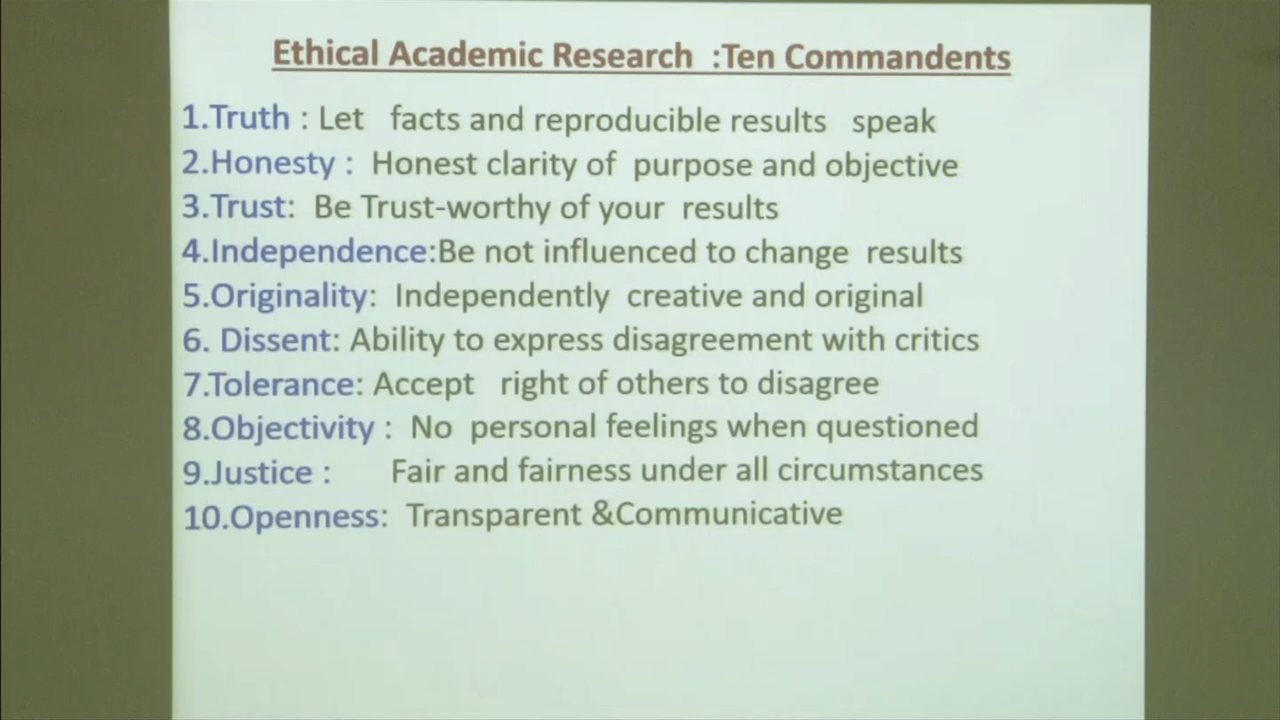 Ethical Academic Research :Ten Commandents
1.Truth : Let facts and reproducible results speak
2.Honesty : Honest clarity of purpose and objective
3.Trust: Be Trust-worthy of your results
4.Independence:Be not influenced to change results
5.Originality: Independently creative and original
6. Dissent: Ability to express disagreement with critics
7.Tolerance: Accept right of others to disagree
8.Objectivity : No personal feelings when questioned
9.Justice : Fair and fairness under all circumstances
10.Openness: Transparent &Communicative